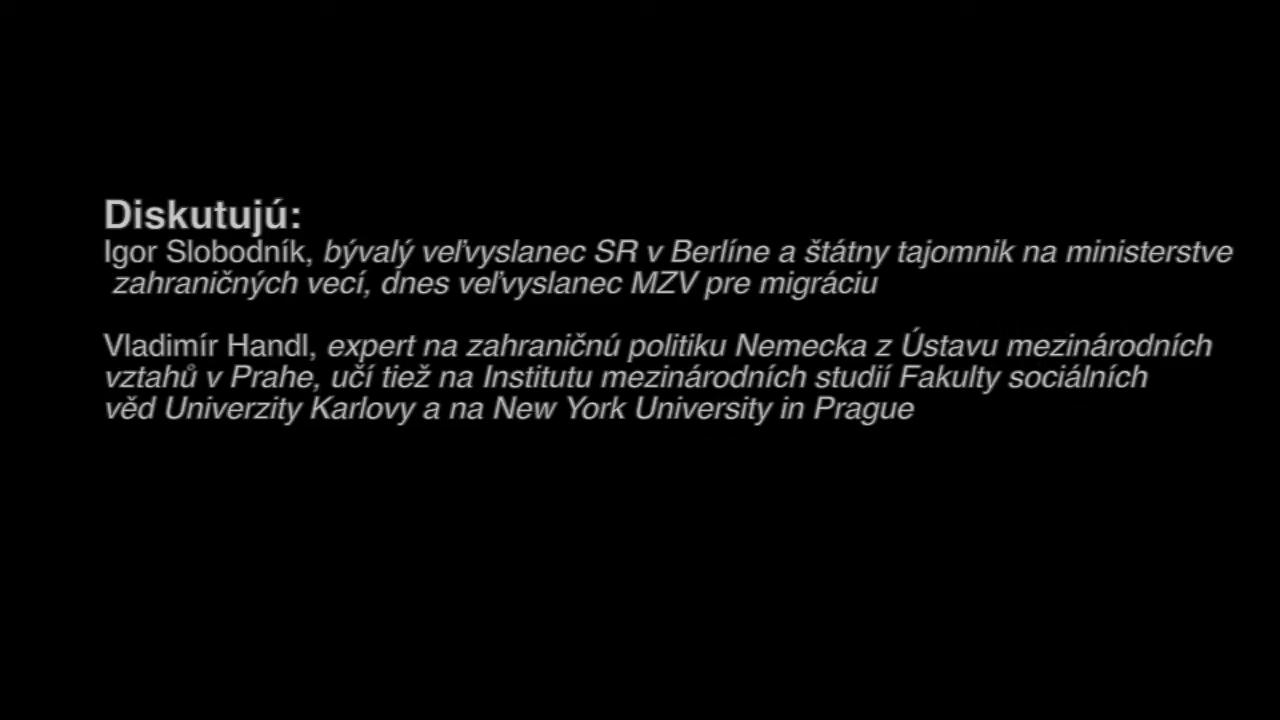 Diskutujú:
Igor Slobodník, bývalý veľvyslanec SR v Berlíne a štátny tajomnik na ministerstve
zahraničných vecí, dnes veľvyslanec MZV pre migráciu
Vladimír Handl, expert na zahraničnú politiku Nemecka z Ústavu mezinárodních
vztahů v Prahe, učí tiež na Institutu mezinárodních studií Fakulty sociálních
věd Univerzity Karlovy a na New York University in Prague